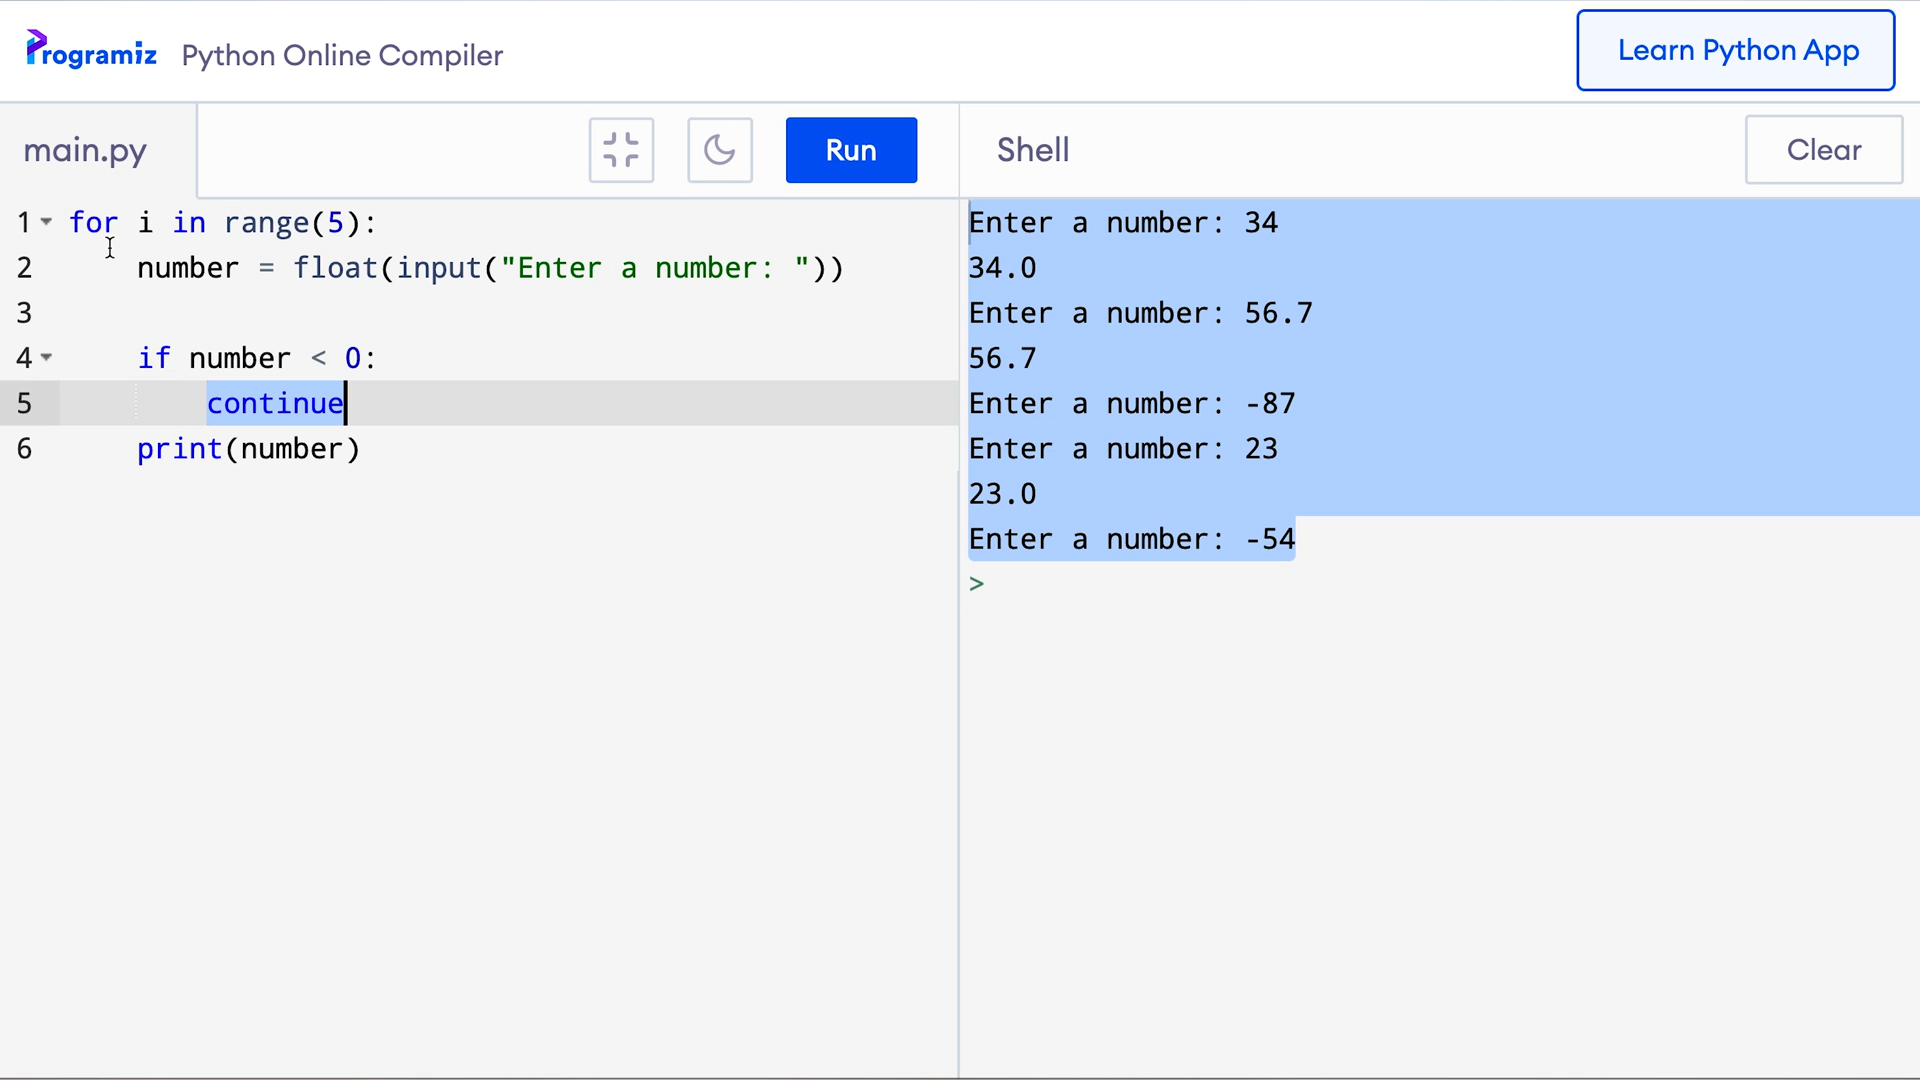 Programiz Python Online Compiler
Learn Python App
main.py
Run
Shell
Clear
1 for i in range(5):
2     number = float(input("Enter a number: "))
3
4     if number < 0:
5         continue
6     print(number)
Enter a number: 34
34.0
Enter a number: 56.7
56.7
Enter a number: -87
Enter a number: 23
23.0
Enter a number: -54
>